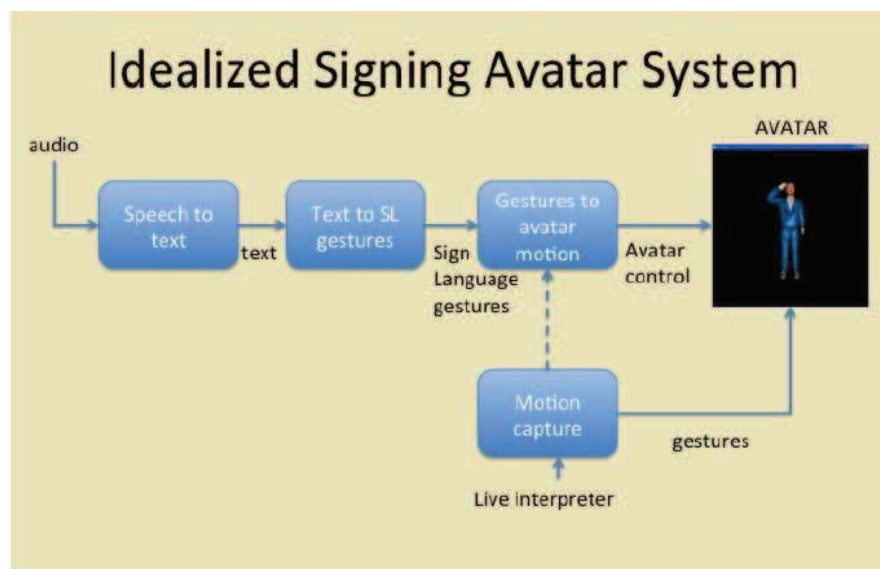 Idealized Signing Avatar System
AVATAR
audio
Speech to
text
Text to SL
gestures
Gestures to
avatar
motion
text
Sign
Language
gestures
Avatar
control
Motion
capture
gestures
Live interpreter